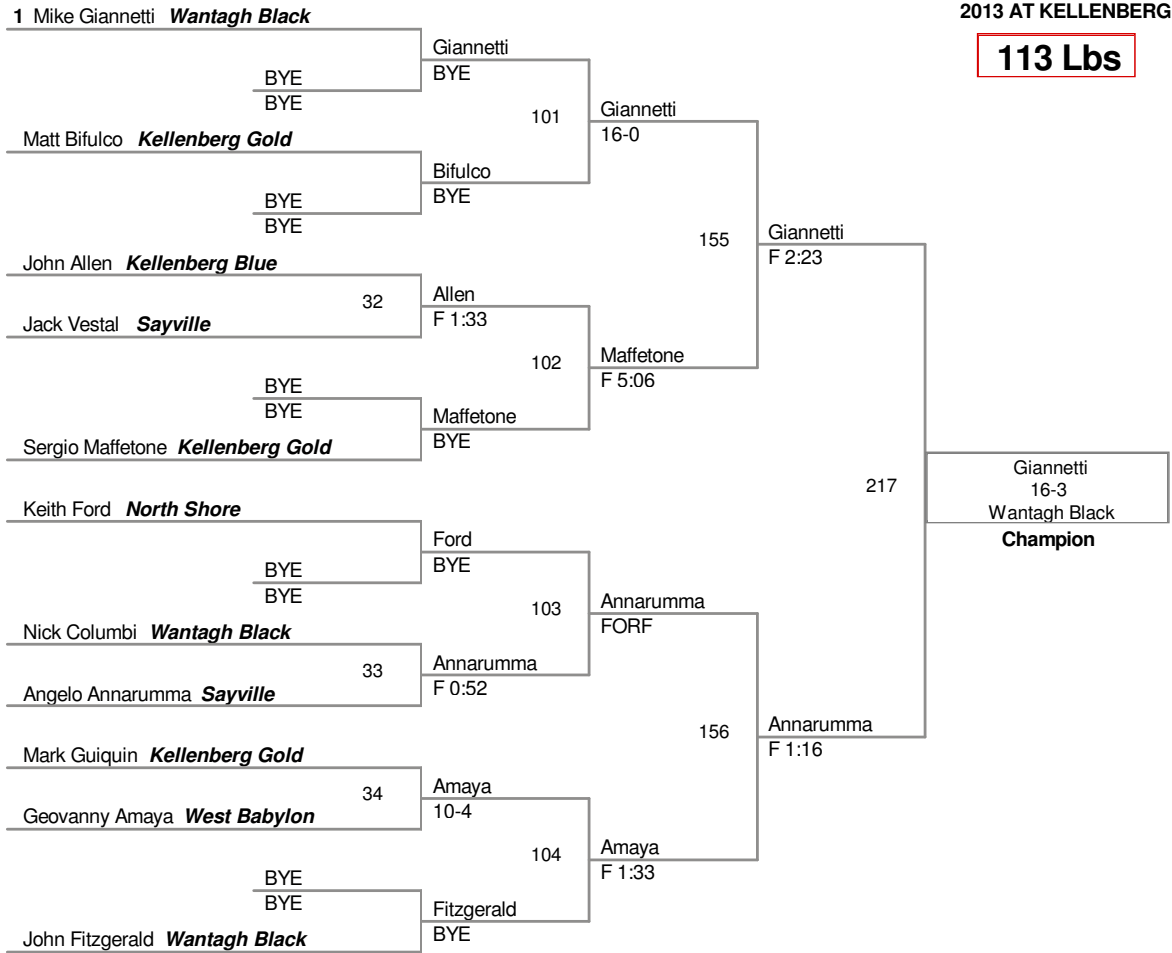 2013 AT KELLENBERG
113 Lbs
1 Mike Giannetti Wantagh Black
Giannetti
BYE
BYE
BYE
101
Giannetti
16-0
Matt Bifulco Kellenberg Gold
Bifulco
BYE
BYE
BYE
155
Giannetti
F 2:23
John Allen Kellenberg Blue
32
Allen
F 1:33
Jack Vestal Sayville
102
Maffetone
F 5:06
BYE
BYE
Maffetone
BYE
Sergio Maffetone Kellenberg Gold
217
Giannetti
16-3
Wantagh Black
Champion
Keith Ford North Shore
Ford
BYE
BYE
BYE
103
Annarumma
FORF
Nick Columbi Wantagh Black
33
Annarumma
F 0:52
Angelo Annarumma Sayville
156
Annarumma
F 1:16
Mark Guiquin Kellenberg Gold
34
Amaya
10-4
Geovanny Amaya West Babylon
104
Amaya
F 1:33
BYE
BYE
Fitzgerald
BYE
John Fitzgerald Wantagh Black